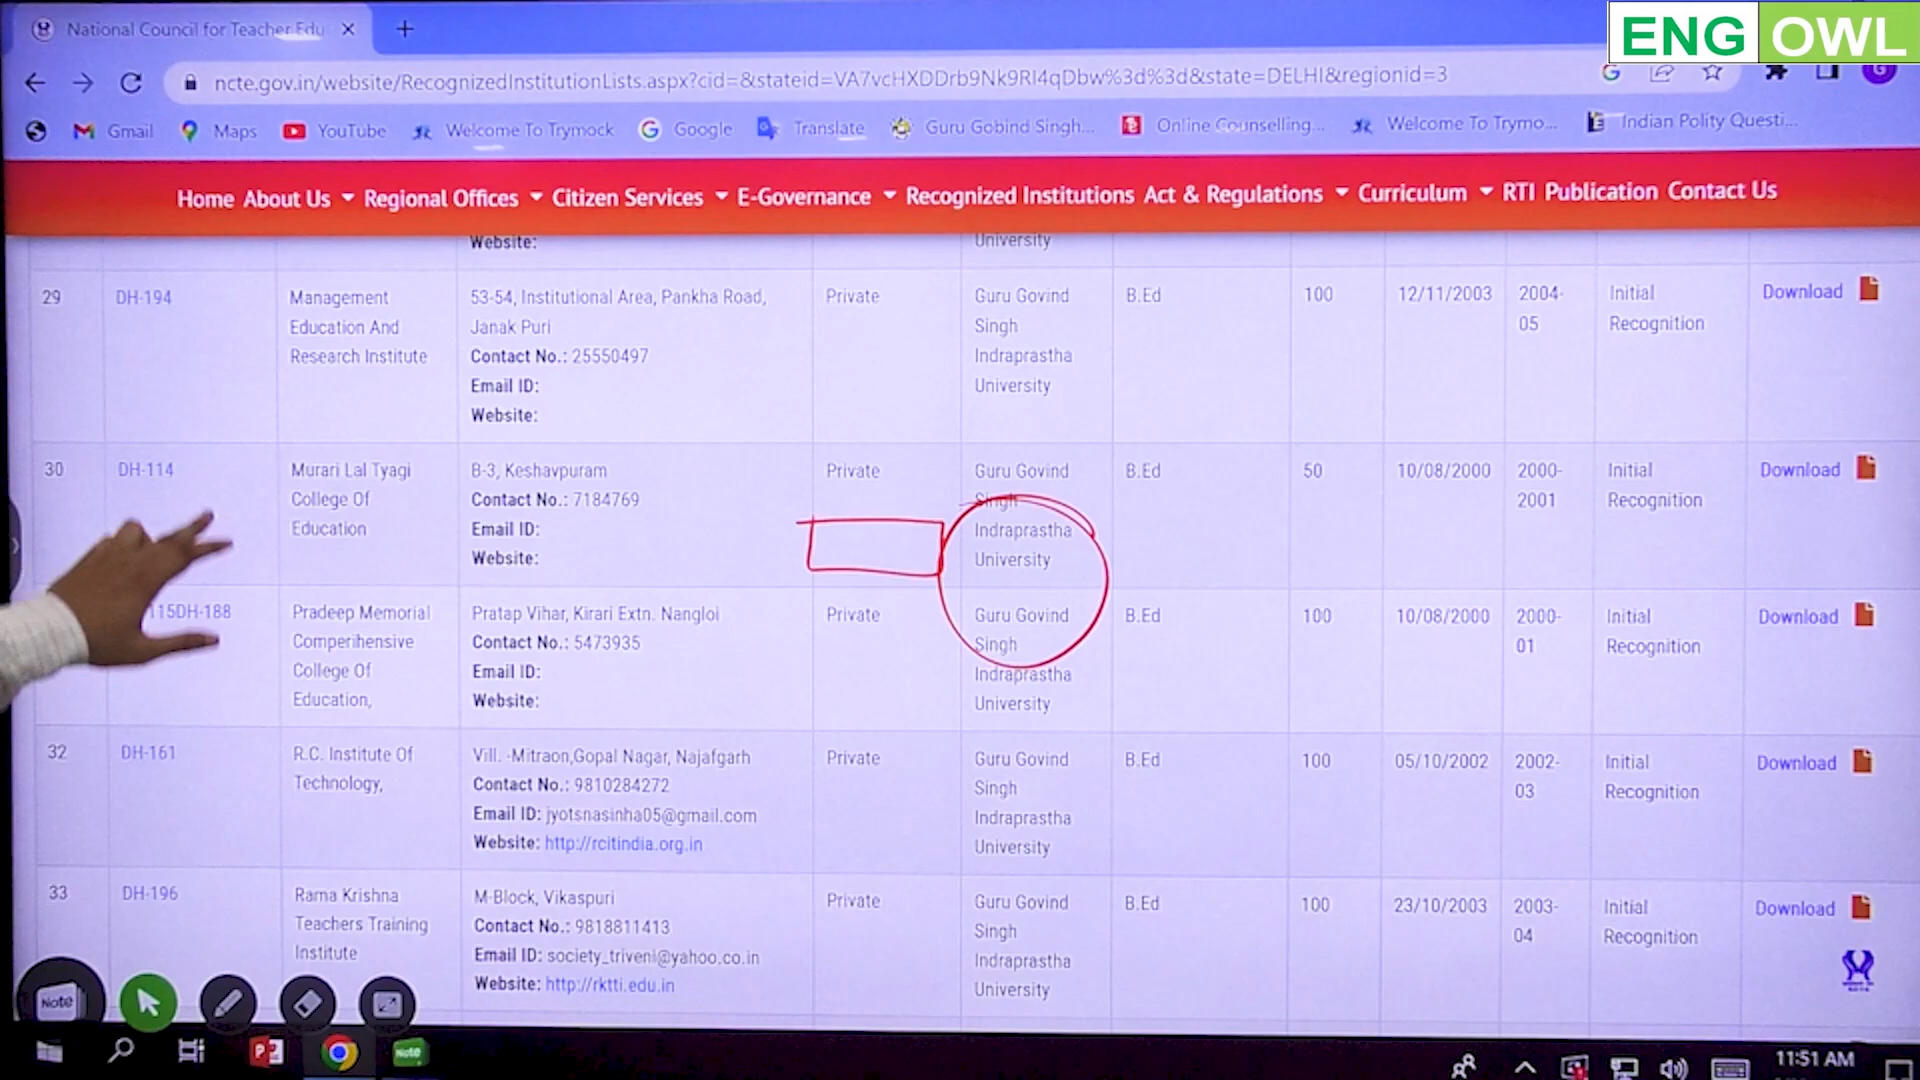 National Council for Teacher Edu
ENG OWL
ncte.gov.in/website/RecognizedInstitutionLists.aspx?cid=&stateid=VA7vcHXDDrb9Nk9RI4qDbw%3d%3d&state=DELHI&regionid=3
G
Gmail Maps YouTube Welcome To Trymock Google Translate Guru Gobind Singh... Online Counselling... Welcome To Trymo... Indian Polity Questi...
Home About Us Regional Offices Citizen Services E-Governance Recognized Institutions Act & Regulations Curriculum RTI Publication Contact Us
Website: University
29 DH-194 Management 53-54, Institutional Area, Pankha Road, Private Guru Govind B.Ed 100 12/11/2003 2004- Initial Download
Education And Janak Puri Singh 05 Recognition
Research Institute Contact No.: 25550497 Indraprastha
Email ID: University
Website:
30 DH-114 Murari Lal Tyagi B-3, Keshavpuram Private Guru Govind B.Ed 50 10/08/2000 2000- Initial Download
College Of Contact No.: 7184769 Singh 2001 Recognition
Education Email ID: Indraprastha
Website: University
115DH-188 Pradeep Memorial Pratap Vihar, Kirari Extn. Nangloi Private Guru Govind B.Ed 100 10/08/2000 2000- Initial Download
Comperihensive Contact No.: 5473935 Singh 01 Recognition
College Of Email ID: Indraprastha
Education, Website: University
32 DH-161 R.C. Institute Of Vill. -Mitraon,Gopal Nagar, Najafgarh Private Guru Govind B.Ed 100 05/10/2002 2002- Initial Download
Technology, Contact No.: 9810284272 Singh 03 Recognition
Email ID: jyotsnasinha05@gmail.com Indraprastha
Website: http://rcitindia.org.in University
33 DH-196 Rama Krishna M-Block, Vikaspuri Private Guru Govind B.Ed 100 23/10/2003 2003- Initial Download
Teachers Training Contact No.: 9818811413 Singh 04 Recognition
Institute Email ID: society_triveni@yahoo.co.in Indraprastha
Website: http://rktti.edu.in University
Note
Note
11:51 AM